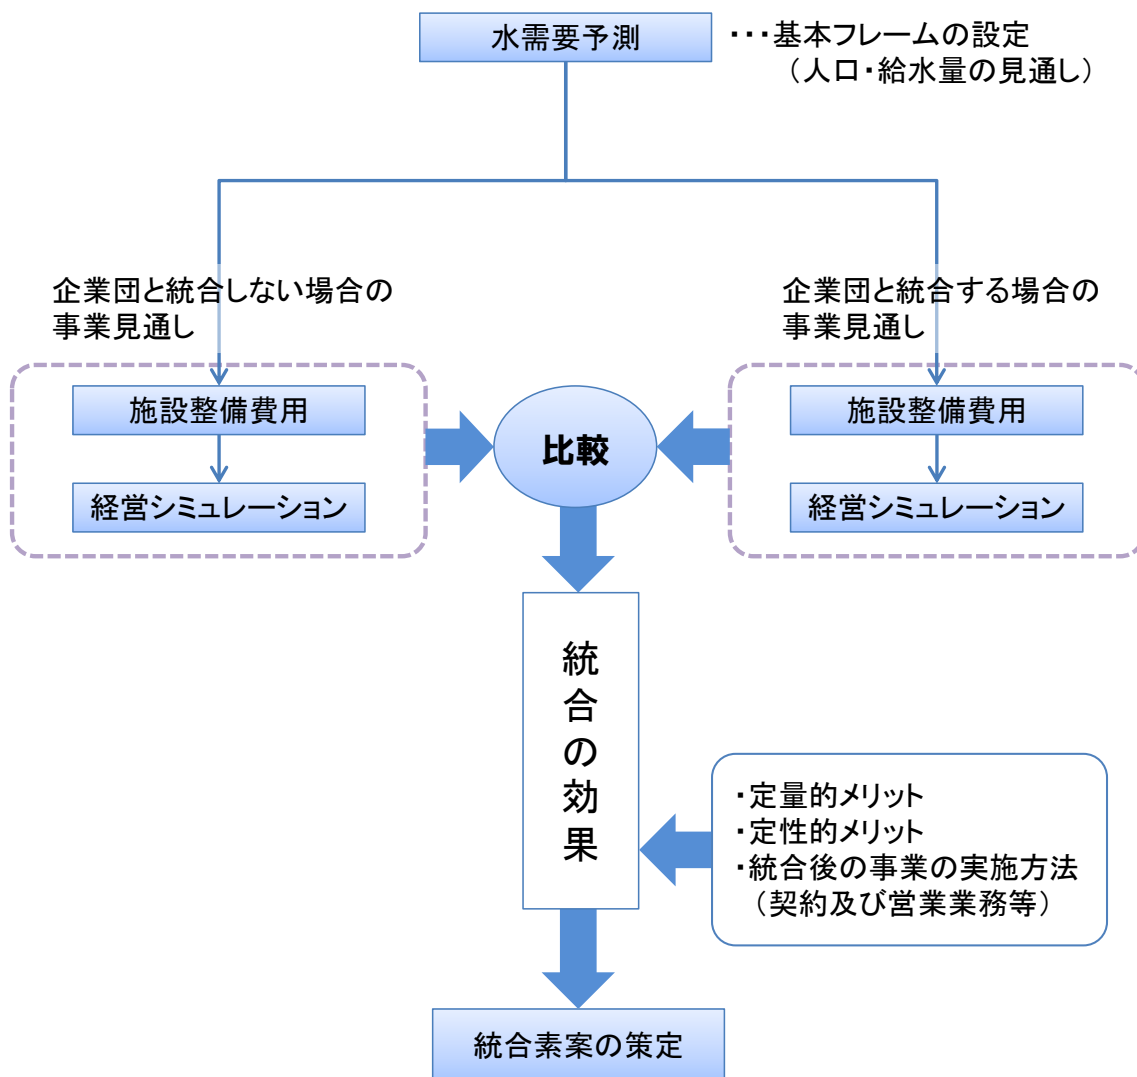 水需要予測
・・・基本フレームの設定
（人口・給水量の見通し）
企業団と統合しない場合の
事業見通し
施設整備費用
経営シミュレーション
比較
企業団と統合する場合の
事業見通し
施設整備費用
経営シミュレーション
統合の効果
・定量的メリット
・定性的メリット
・統合後の事業の実施方法
（契約及び営業業務等）
統合素案の策定